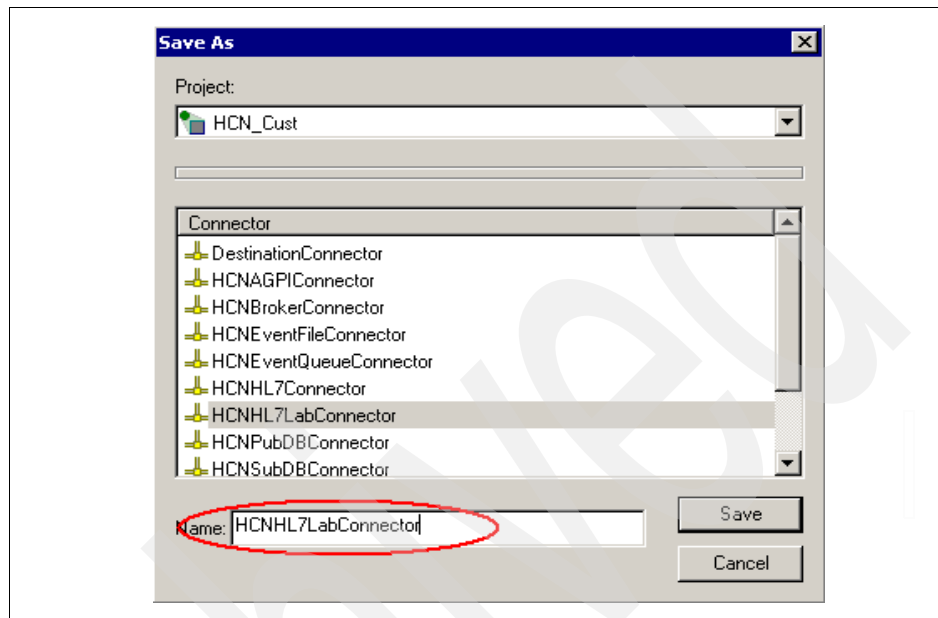 Save As
Project:
HCN_Cust
Connector
DestinationConnector
HCNAGPIConnector
HCNBrokerConnector
HCNEventFileConnector
HCNEventQueueConnector
HCNHL7Connector
HCNHL7LabConnector
HCNPubDBConnector
HCNSubDBConnector
Name: HCNHL7LabConnector
Save
Cancel